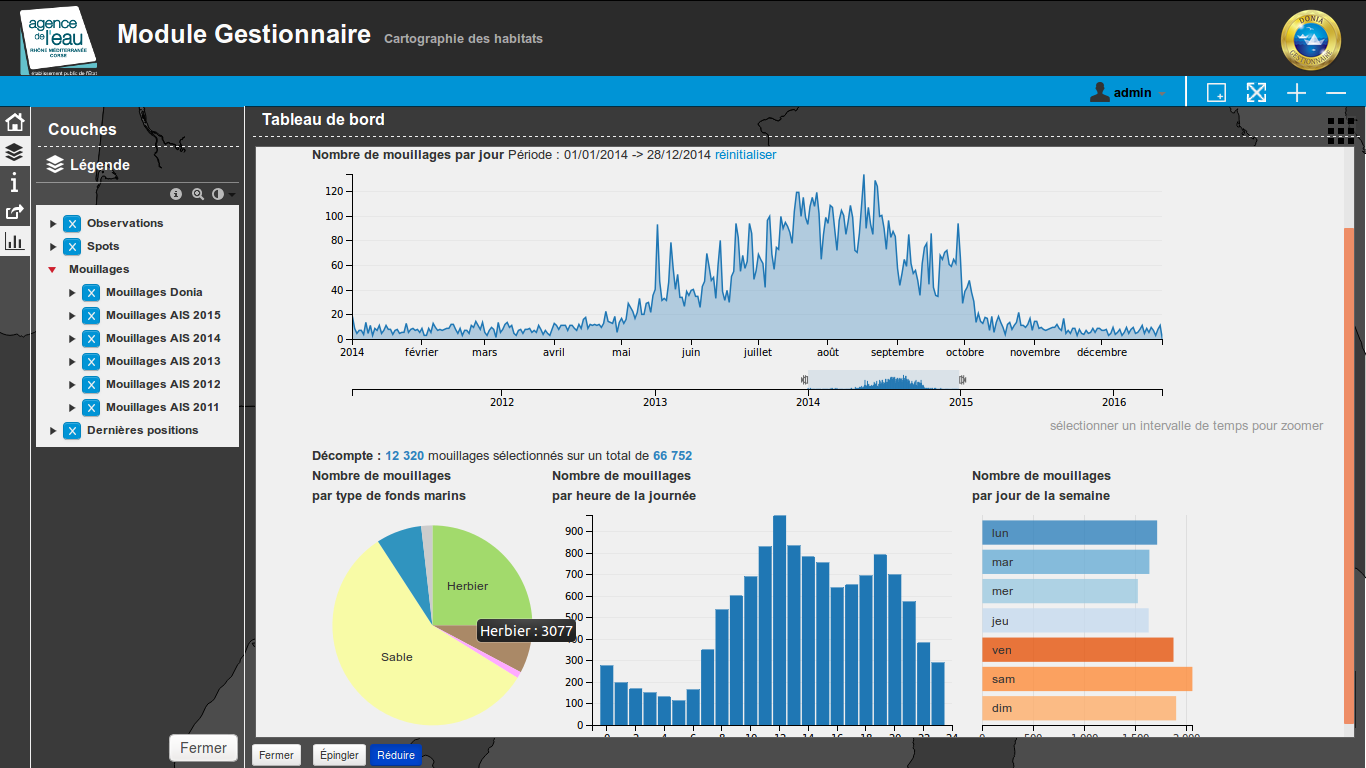 agence
de l'eau
RHÔNE MÉDITERRANÉE
CORSE
établissement public de l'État
Module Gestionnaire Cartographie des habitats
DONIA
GESTIONNAIRE
admin
Couches
Légende
Observations
Spots
Mouillages
Mouillages Donia
Mouillages AIS 2015
Mouillages AIS 2014
Mouillages AIS 2013
Mouillages AIS 2012
Mouillages AIS 2011
Dernières positions
Fermer
Tableau de bord
Nombre de mouillages par jour Période : 01/01/2014 -> 28/12/2014 réinitialiser
120
100
80
60
40
20
0
2014 février mars avril mai juin juillet août septembre octobre novembre décembre
2012 2013 2014 2015 2016
sélectionner un intervalle de temps pour zoomer
Décompte : 12 320 mouillages sélectionnés sur un total de 66 752
Nombre de mouillages
par type de fonds marins
Herbier
Sable
Herbier : 3077
Nombre de mouillages
par heure de la journée
900
800
700
600
500
400
300
200
100
0
0 2 4 6 8 10 12 14 16 18 20 22 24
Nombre de mouillages
par jour de la semaine
lun
mar
mer
jeu
ven
sam
dim
0 500 1 000 1 500 2 000
Fermer Épingler Réduire